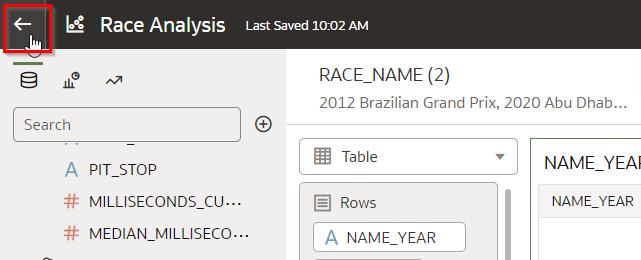 Race Analysis Last Saved 10:02 AM
RACE_NAME (2)
2012 Brazilian Grand Prix, 2020 Abu Dhab...
Search
Table
NAME_YEAR
A PIT_STOP
Rows
NAME_YEAR
# MILLISECONDS_CU...
A NAME_YEAR
# MEDIAN_MILLISECO...